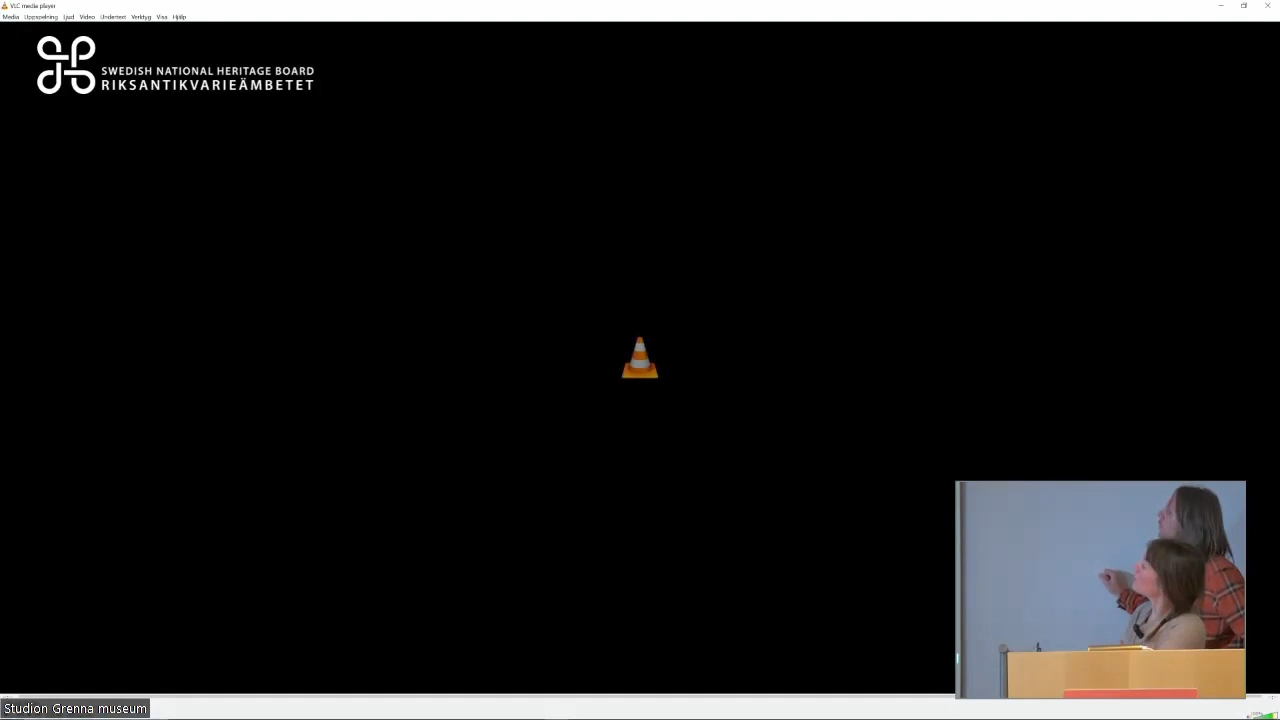 VLC media player
Media Uppspelning Ljud Video Undertext Verktyg Visa Hjälp
SWEDISH NATIONAL HERITAGE BOARD
RIKSANTIKVARIEÄMBETET
Studion Grenna museum